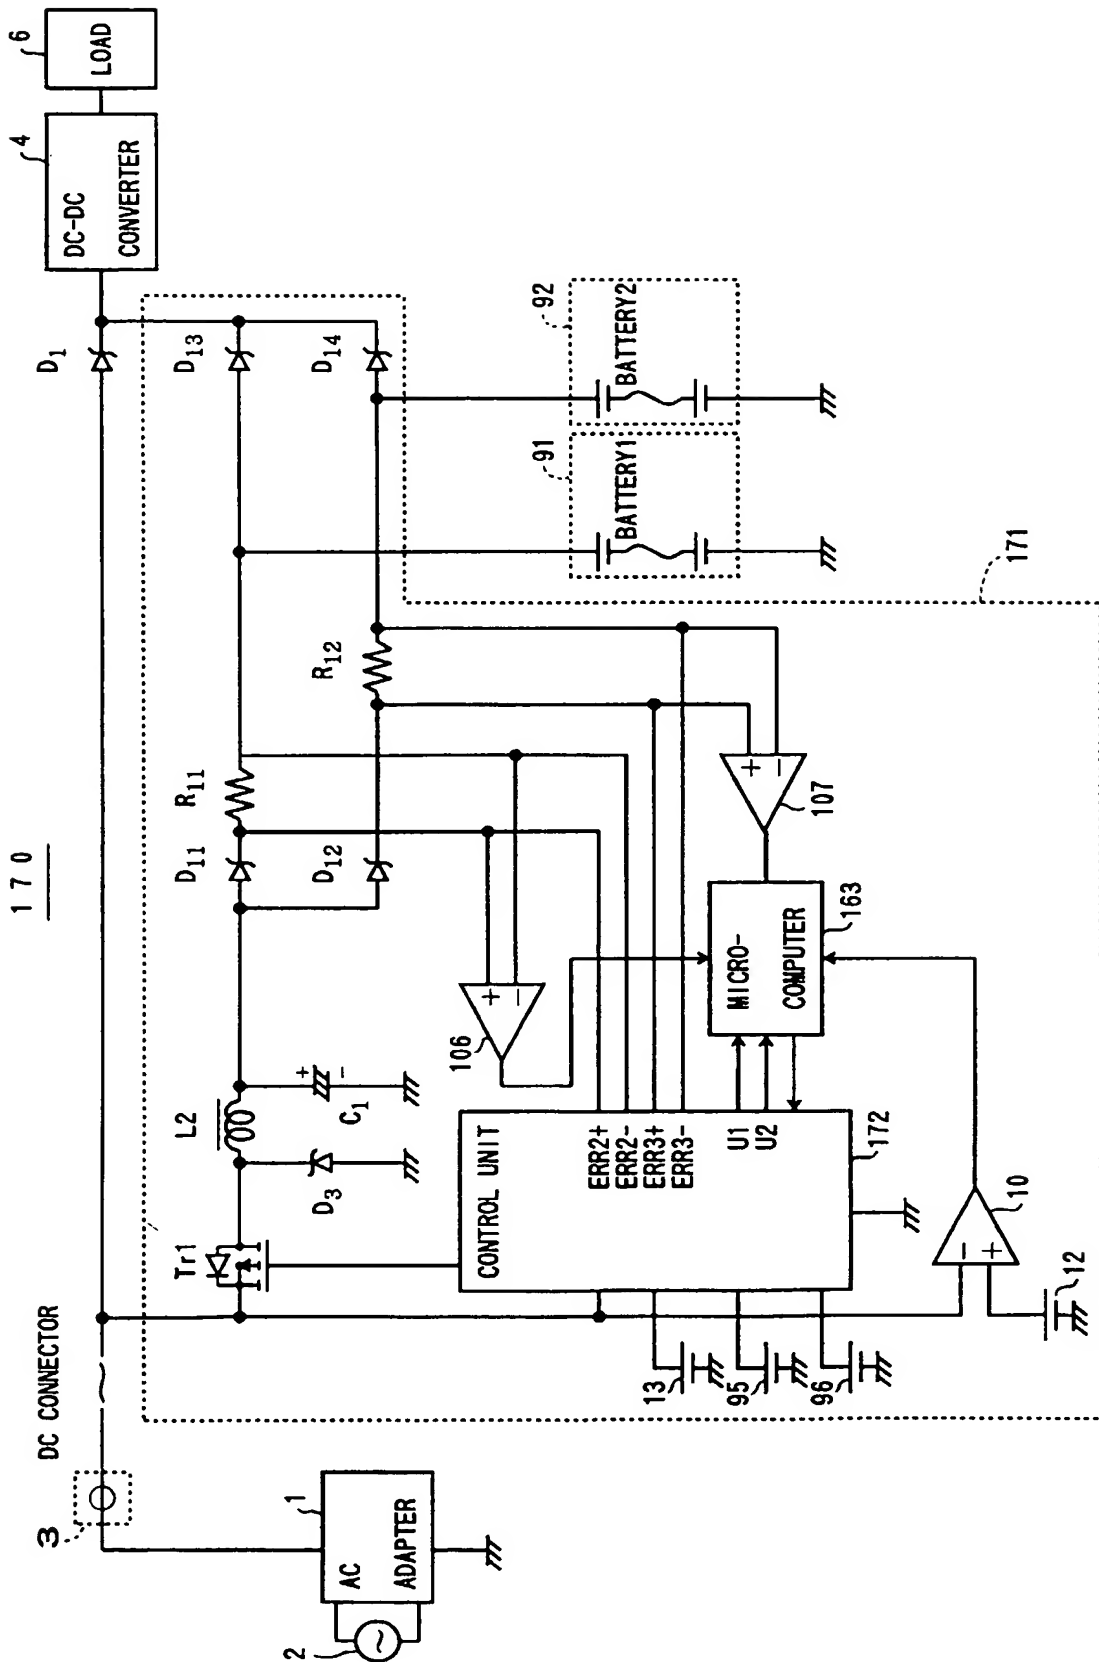 170
DC CONNECTOR
3
2
AC
ADAPTER
1
D1
DC-DC
CONVERTER
4
LOAD
6
Tr1
L2
D3
+
-
C1
D11
R11
D13
D12
R12
D14
91
BATTERY1
92
BATTERY2
171
CONTROL UNIT
ERR2+
ERR2-
ERR3+
ERR3-
U1
U2
172
106
+
-
107
+
-
MICRO-
COMPUTER
163
13
95
96
10
-
+
12